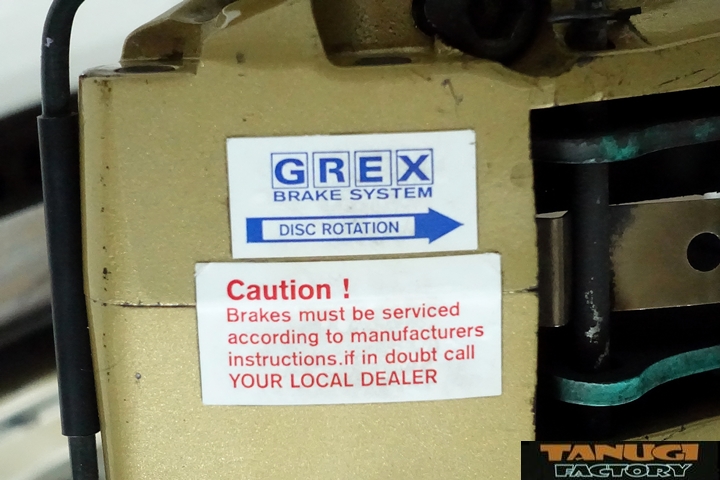 GREX
BRAKE SYSTEM
DISC ROTATION
Caution !
Brakes must be serviced
according to manufacturers
instructions.if in doubt call
YOUR LOCAL DEALER
TANUGI
FACTORY